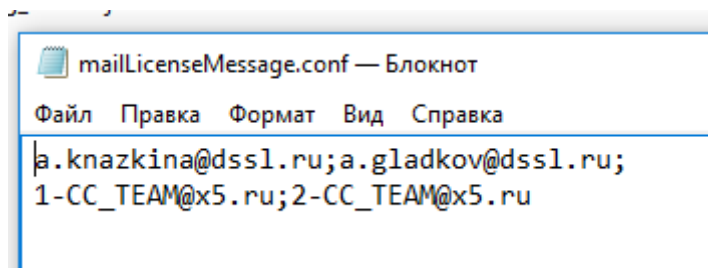 mailLicenseMessage.conf — Блокнот
Файл Правка Формат Вид Справка
a.knazkina@dssl.ru;a.gladkov@dssl.ru;
1-CC_TEAM@x5.ru;2-CC_TEAM@x5.ru